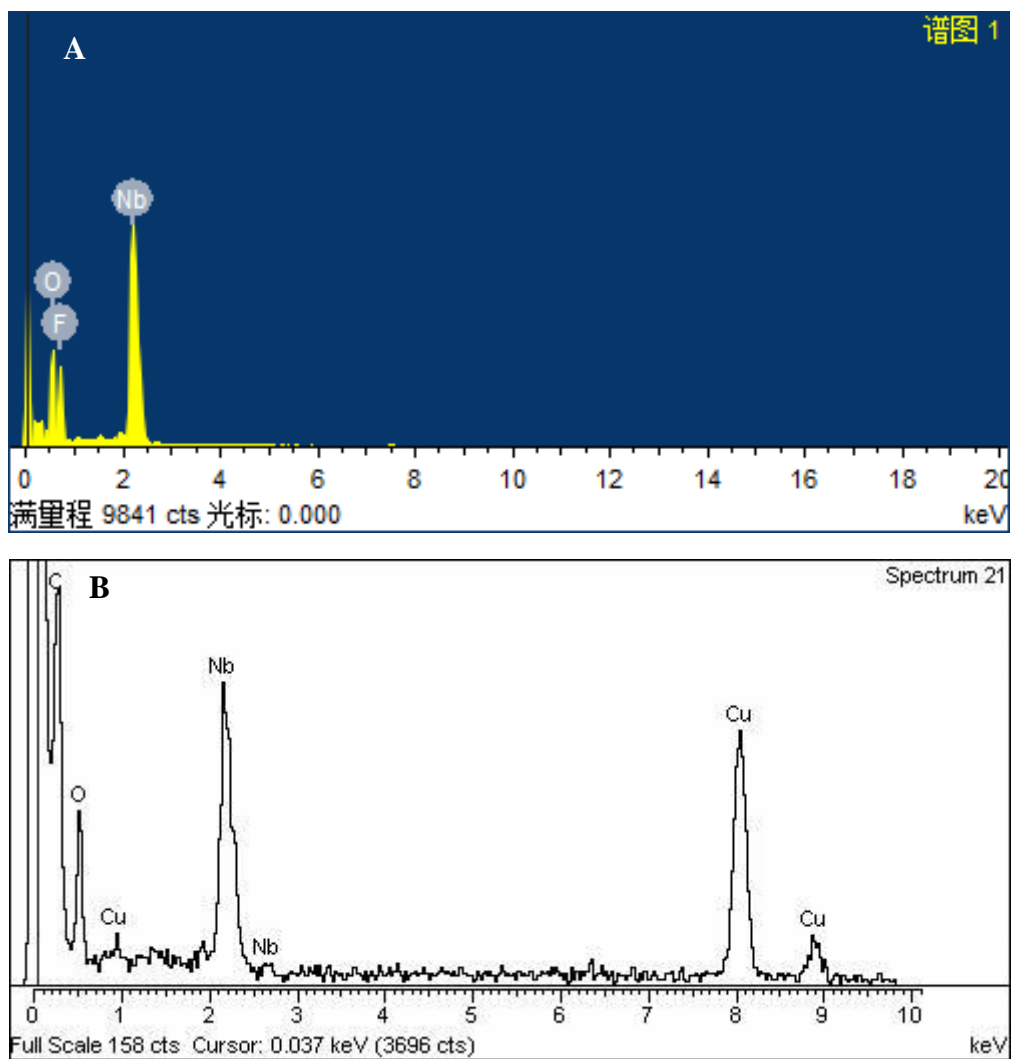 A
谱图 1
Nb
O
F
0 2 4 6 8 10 12 14 16 18 20
满里程 9841 cts 光标: 0.000 keV
B
Spectrum 21
C
Nb
Cu
O
Cu
Nb
Cu
0 1 2 3 4 5 6 7 8 9 10
Full Scale 158 cts Cursor: 0.037 keV (3696 cts) keV